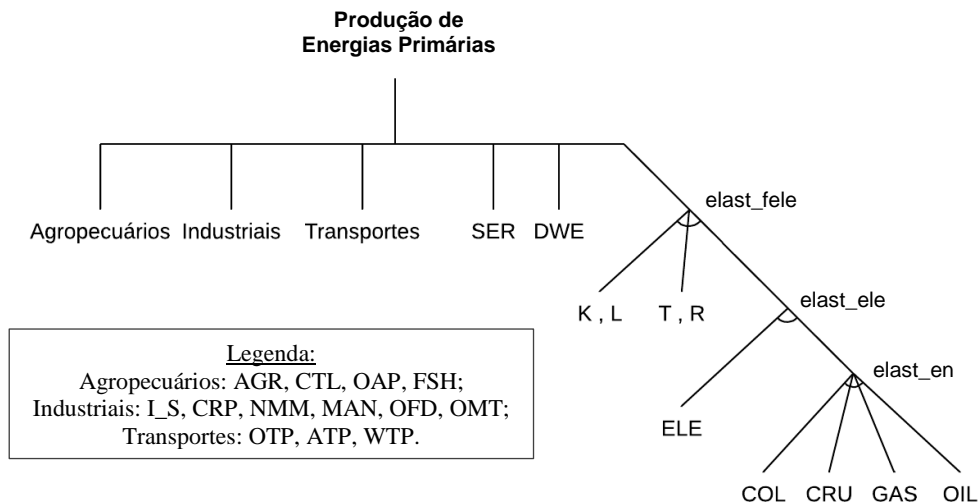 Produção de
Energias Primárias
elast_fele
Agropecuários Industriais Transportes SER DWE
elast_ele
K , L T , R
Legenda:
Agropecuários: AGR, CTL, OAP, FSH;
Industriais: I_S, CRP, NMM, MAN, OFD, OMT;
Transportes: OTP, ATP, WTP.
elast_en
ELE
COL CRU GAS OIL